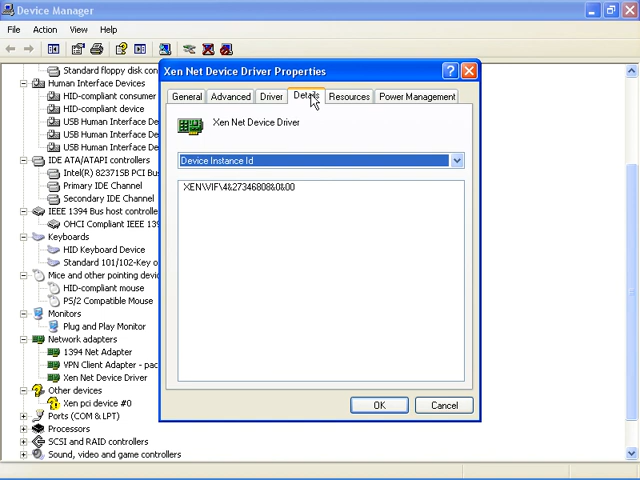 Device Manager
File Action View Help
Standard floppy disk con
Human Interface Devices
HID-compliant consumer
HID-compliant device
USB Human Interface De
USB Human Interface De
USB Human Interface De
IDE ATA/ATAPI controllers
Intel(R) 82371SB PCI Bus
Primary IDE Channel
Secondary IDE Channel
IEEE 1394 Bus host controlle
OHCI Compliant IEEE 139
Keyboards
HID Keyboard Device
Standard 101/102-Key o
Mice and other pointing devic
HID-compliant mouse
PS/2 Compatible Mouse
Monitors
Plug and Play Monitor
Network adapters
1394 Net Adapter
VPN Client Adapter - pac
Xen Net Device Driver
Other devices
Xen pci device #0
Ports (COM & LPT)
Processors
SCSI and RAID controllers
Sound, video and game controllers
Xen Net Device Driver Properties
General Advanced Driver Details Resources Power Management
Xen Net Device Driver
Device Instance Id
XEN\VIF\4&27346808&0&00
OK Cancel